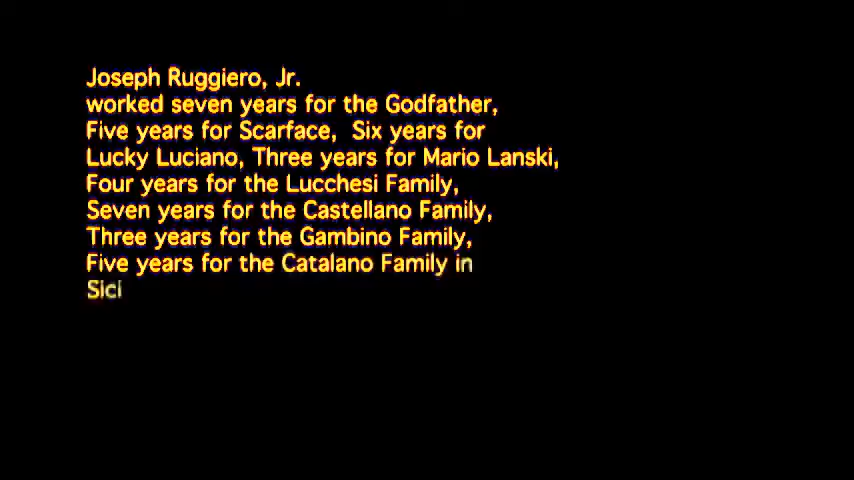 Joseph Ruggiero, Jr.
worked seven years for the Godfather,
Five years for Scarface,  Six years for
Lucky Luciano, Three years for Mario Lanski,
Four years for the Lucchesi Family,
Seven years for the Castellano Family,
Three years for the Gambino Family,
Five years for the Catalano Family in
Sici